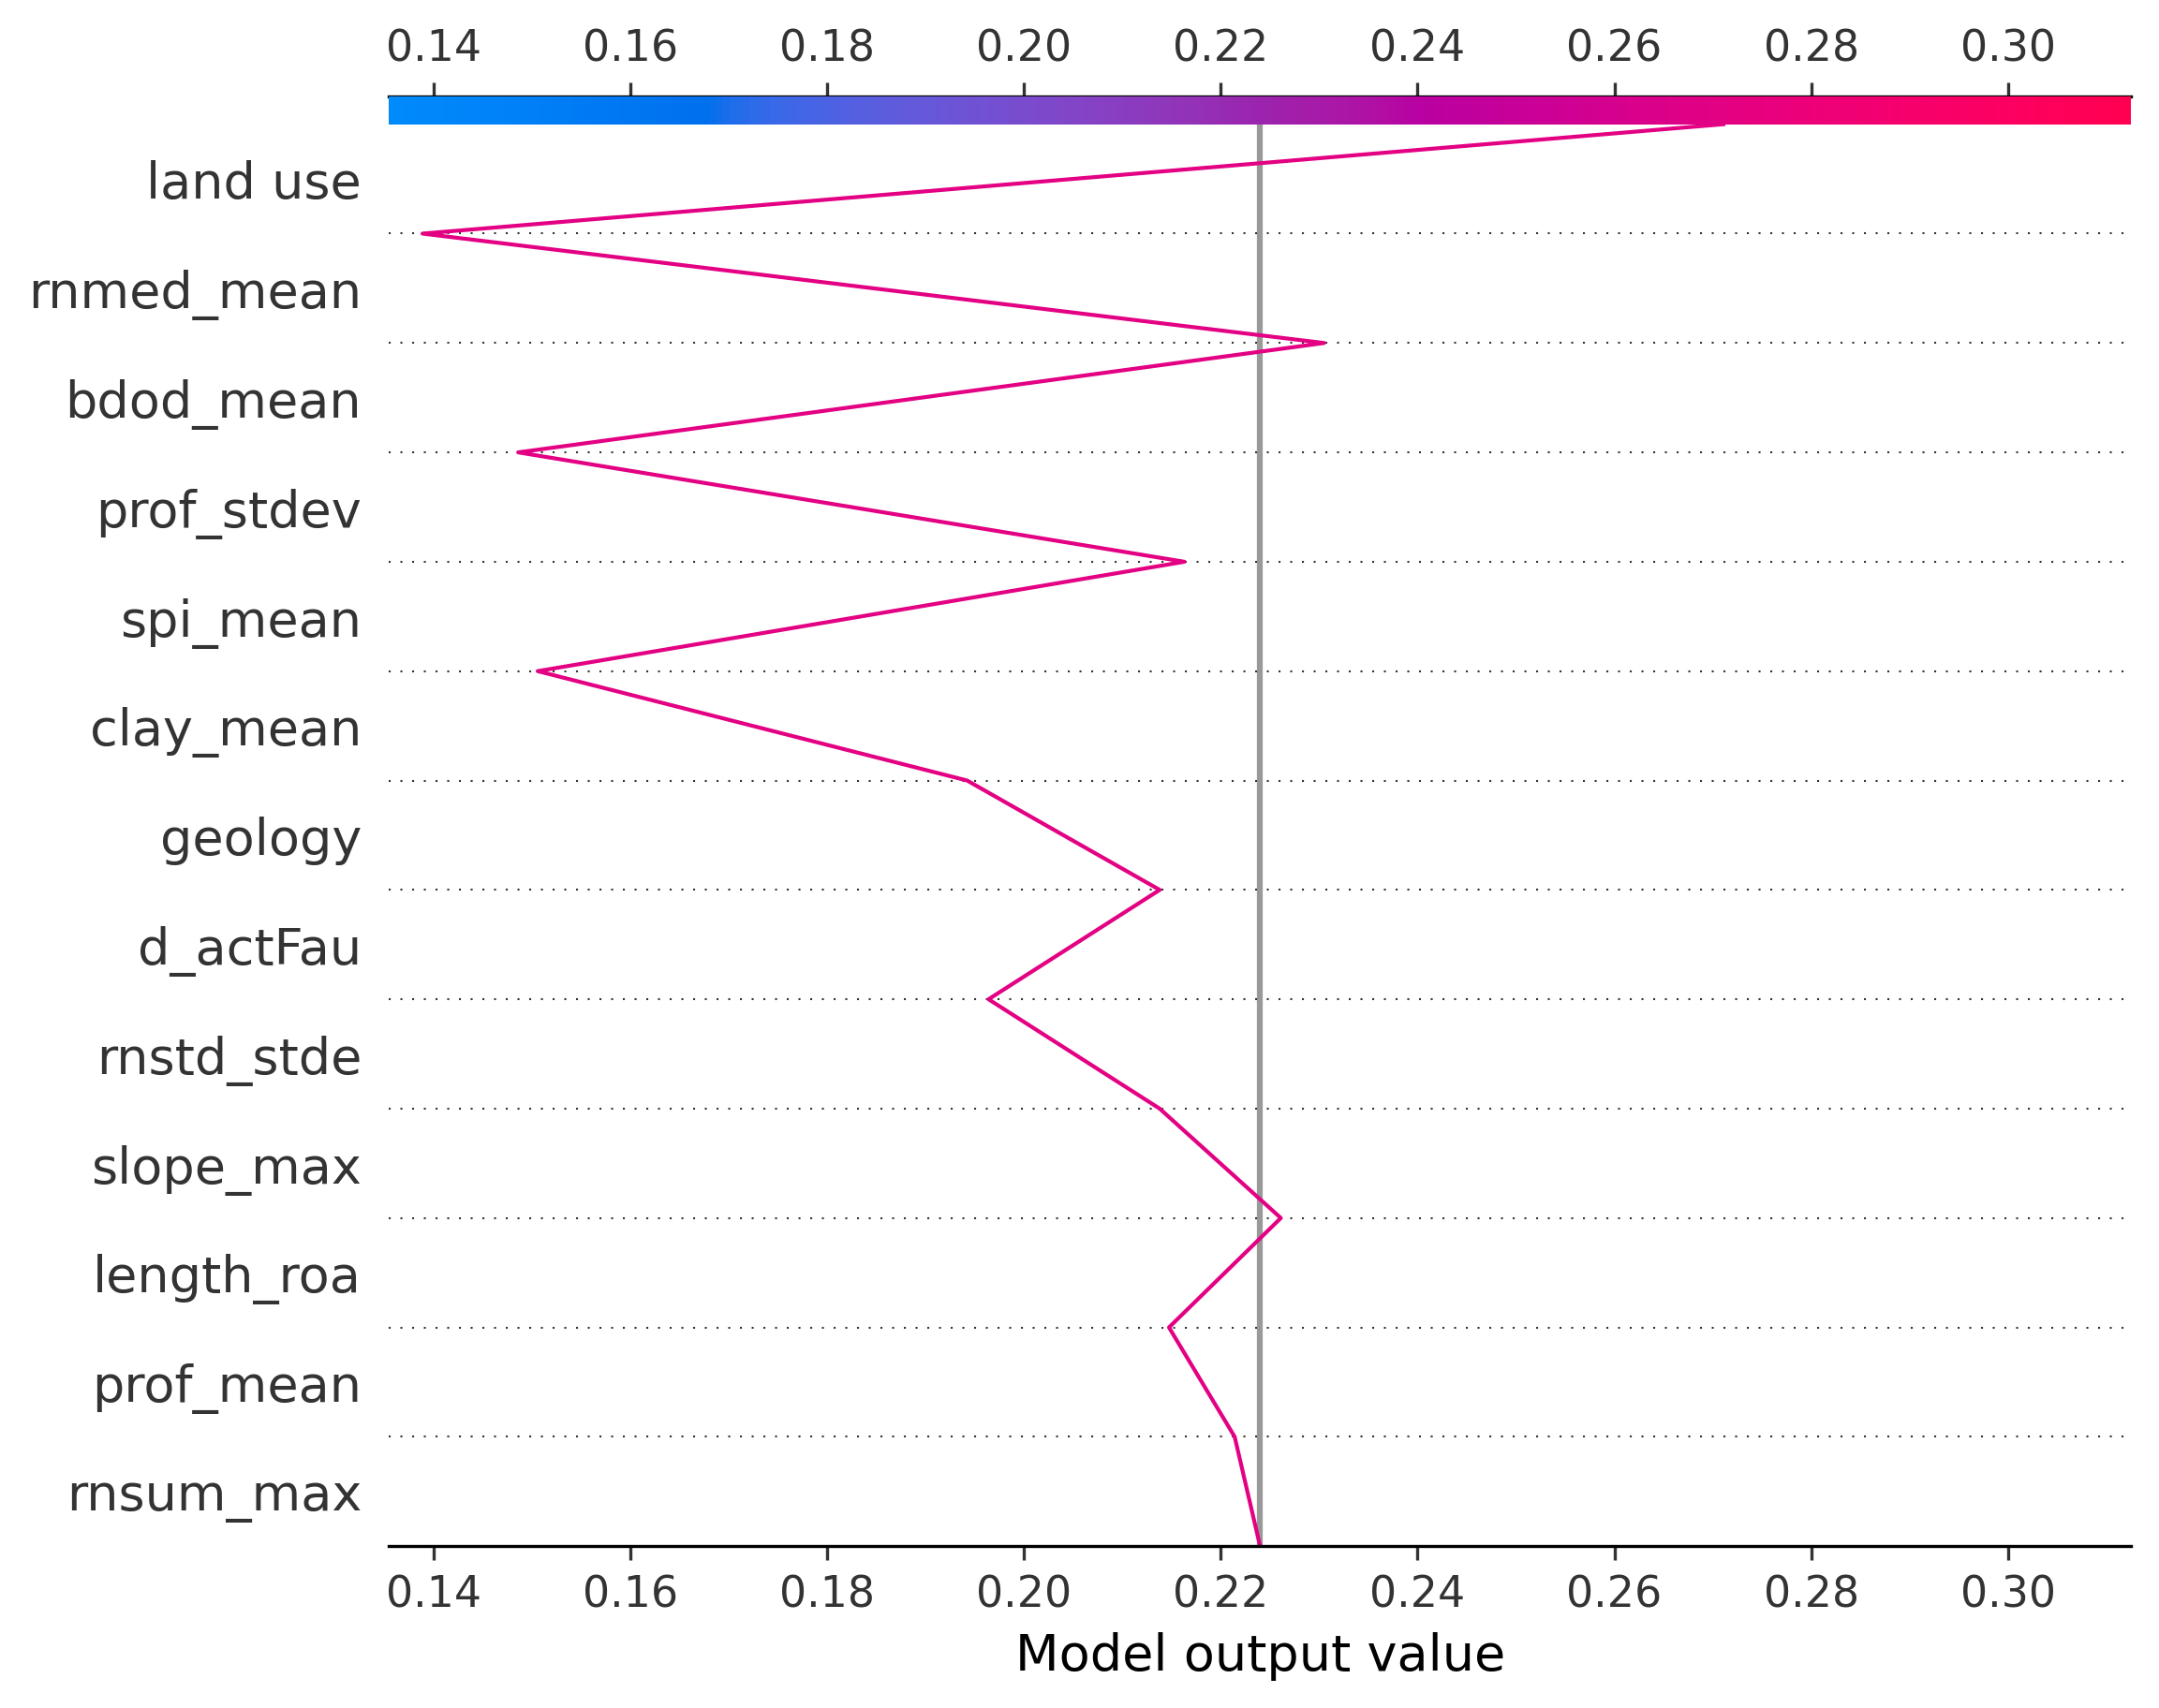 0.14 0.16 0.18 0.20 0.22 0.24 0.26 0.28 0.30
land use
rnmed_mean
bdod_mean
prof_stdev
spi_mean
clay_mean
geology
d_actFau
rnstd_stde
slope_max
length_roa
prof_mean
rnsum_max
0.14 0.16 0.18 0.20 0.22 0.24 0.26 0.28 0.30
Model output value